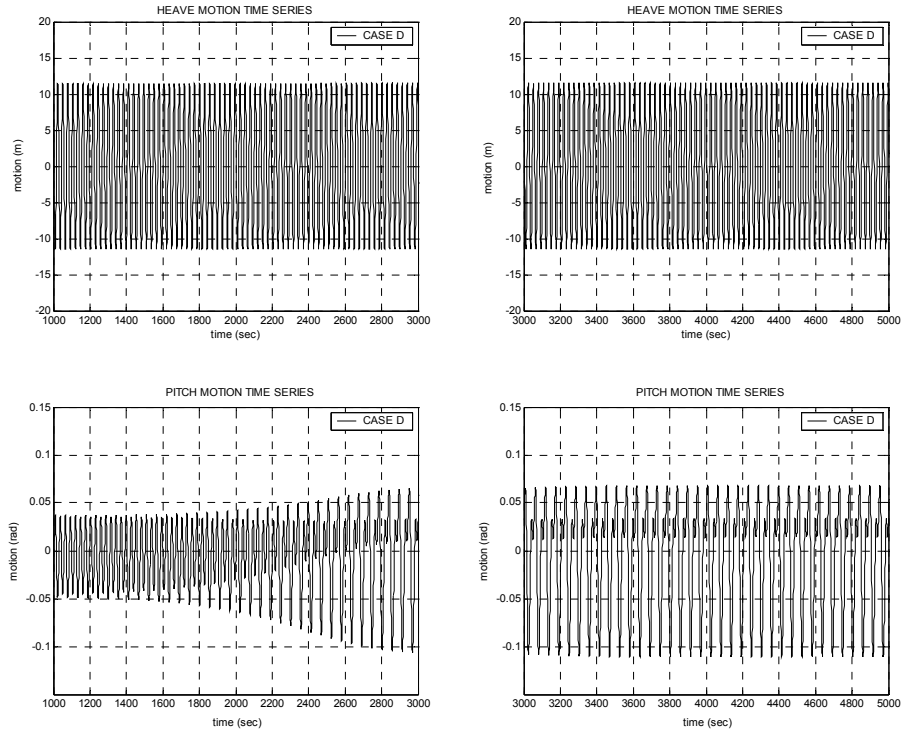 HEAVE MOTION TIME SERIES
20
15
10
5
0
-5
-10
-15
-20
motion (m)
CASE D
1000 1200 1400 1600 1800 2000 2200 2400 2600 2800 3000
time (sec)
HEAVE MOTION TIME SERIES
20
15
10
5
0
-5
-10
-15
-20
motion (m)
CASE D
3000 3200 3400 3600 3800 4000 4200 4400 4600 4800 5000
time (sec)
PITCH MOTION TIME SERIES
0.15
0.1
0.05
0
-0.05
-0.1
motion (rad)
CASE D
1000 1200 1400 1600 1800 2000 2200 2400 2600 2800 3000
time (sec)
PITCH MOTION TIME SERIES
0.15
0.1
0.05
0
-0.05
-0.1
motion (rad)
CASE D
3000 3200 3400 3600 3800 4000 4200 4400 4600 4800 5000
time (sec)